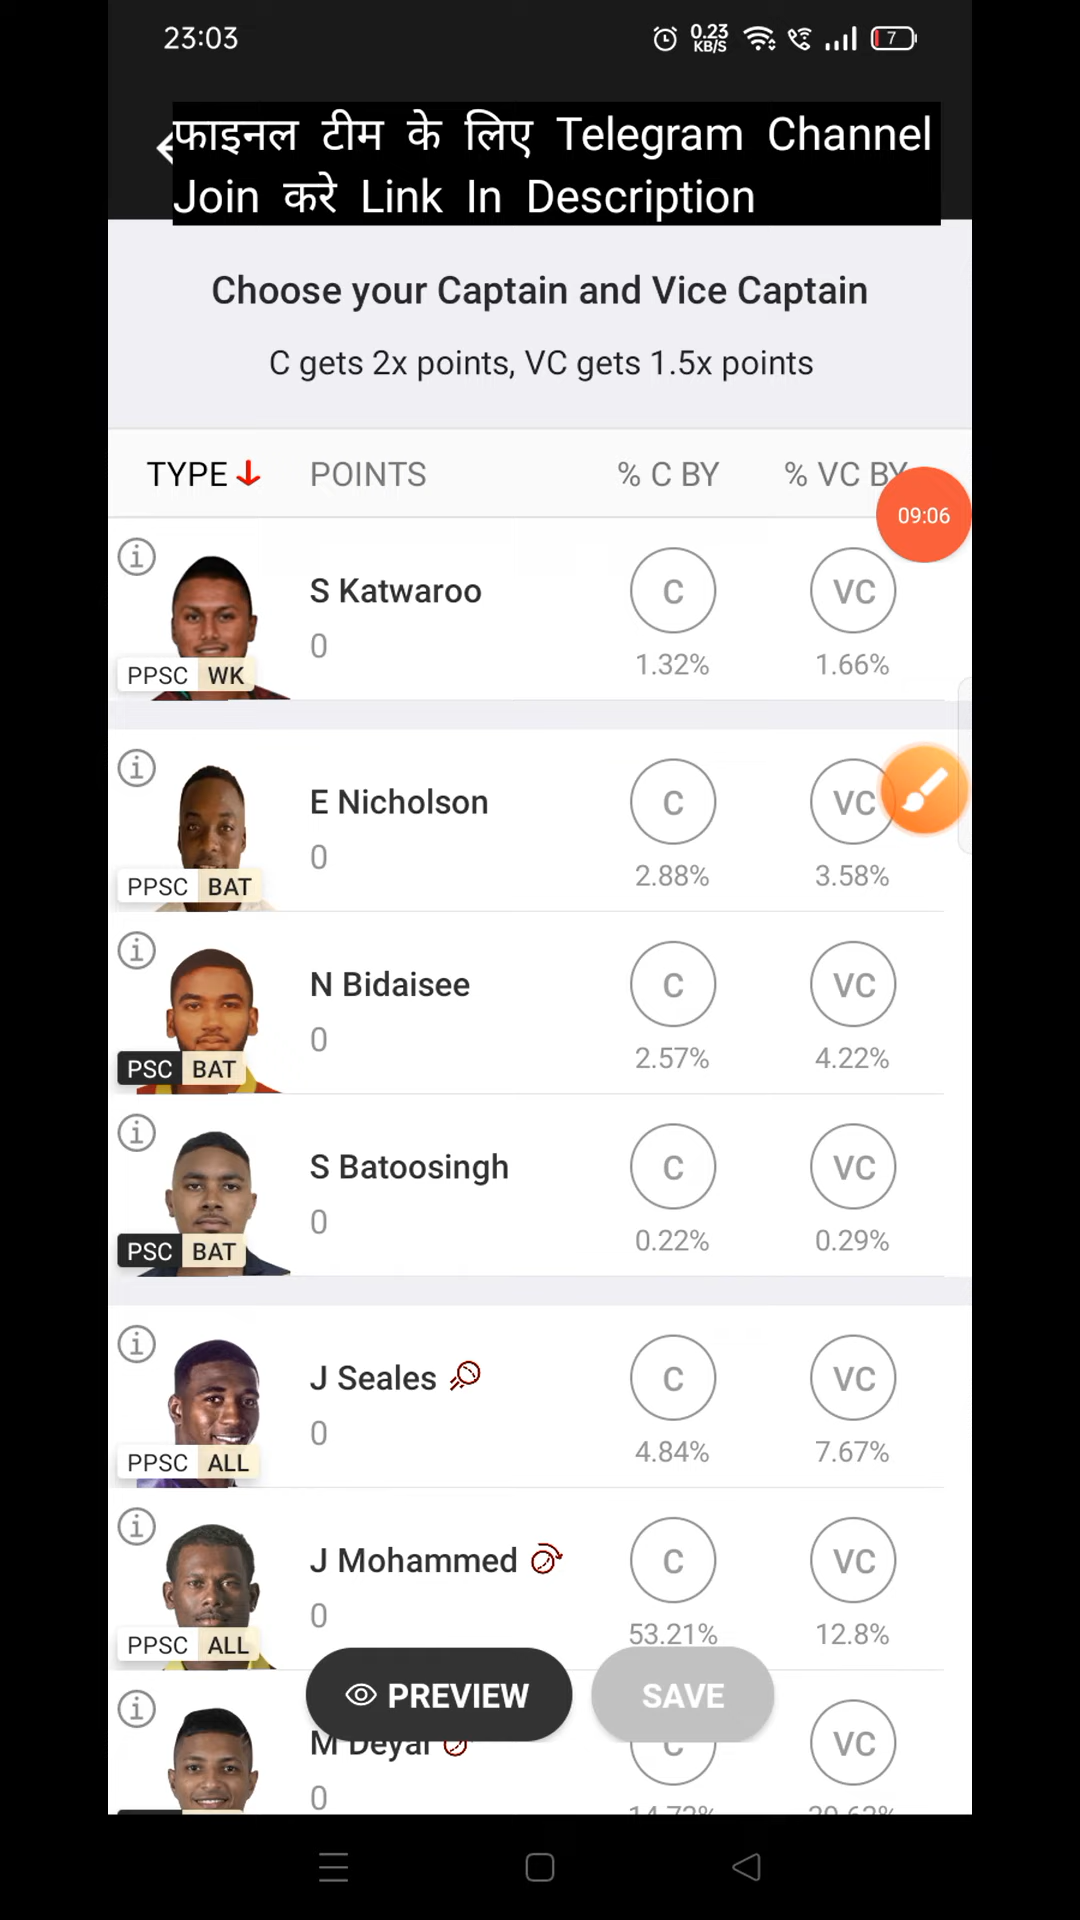 23:03
0.23
KB/S
7
फाइनल टीम के लिए Telegram Channel
Join करे Link In Description
Choose your Captain and Vice Captain
C gets 2x points, VC gets 1.5x points
TYPE POINTS % C BY % VC BY
09:06
S Katwaroo
C VC
0
1.32% 1.66%
PPSC WK
E Nicholson
C VC
0
2.88% 3.58%
PPSC BAT
N Bidaisee
C VC
0
2.57% 4.22%
PSC BAT
S Batoosingh
C VC
0
0.22% 0.29%
PSC BAT
J Seales
C VC
0
4.84% 7.67%
PPSC ALL
J Mohammed
C VC
0
53.21% 12.8%
PPSC ALL
PREVIEW SAVE
M Deyal
C VC
0